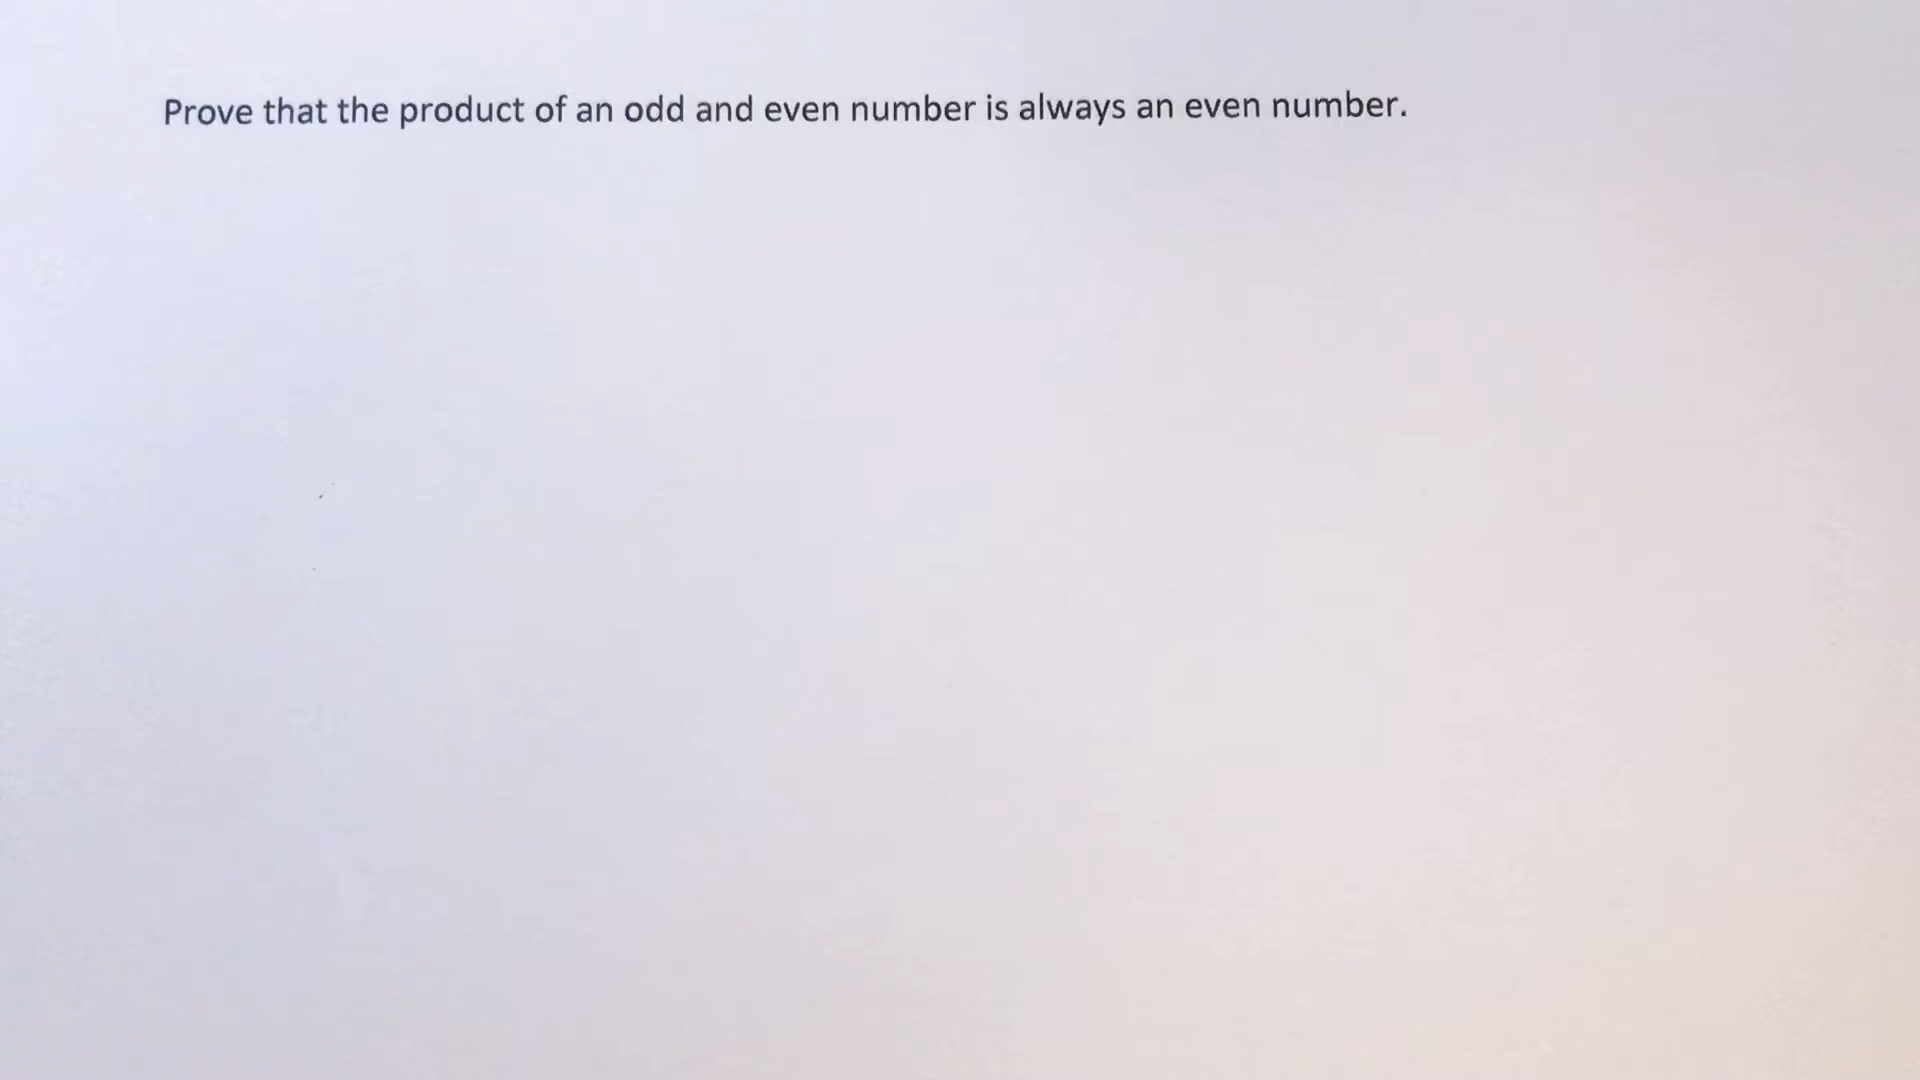 Prove that the product of an odd and even number is always an even number.